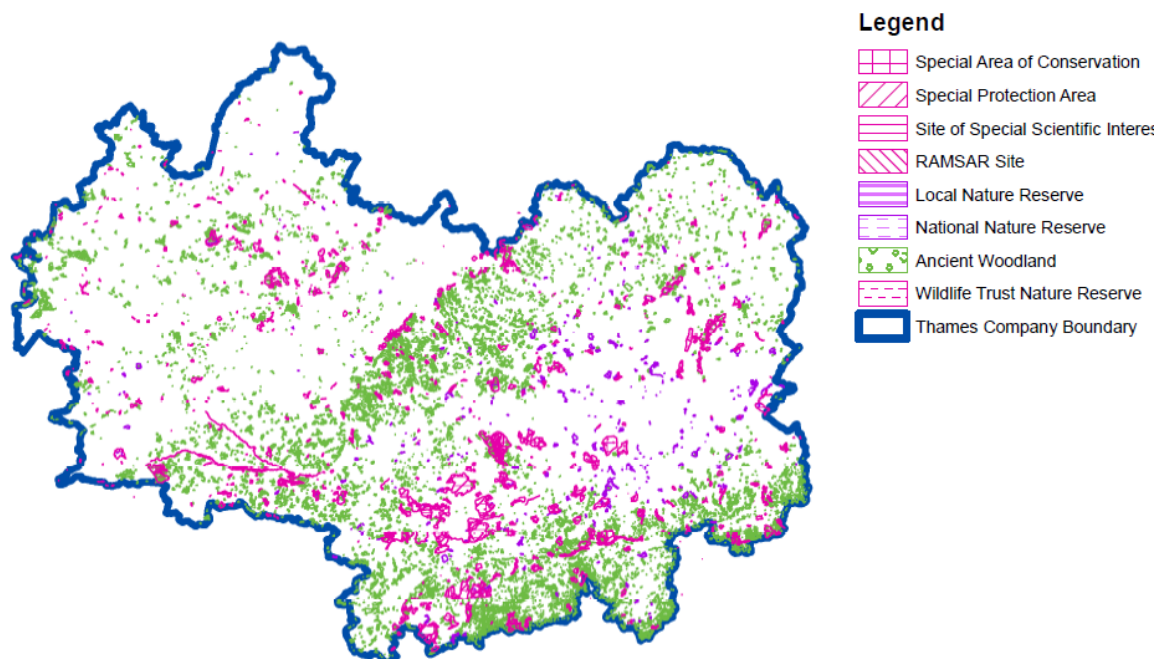 Legend
Special Area of Conservation
Special Protection Area
Site of Special Scientific Interes
RAMSAR Site
Local Nature Reserve
National Nature Reserve
Ancient Woodland
Wildlife Trust Nature Reserve
Thames Company Boundary